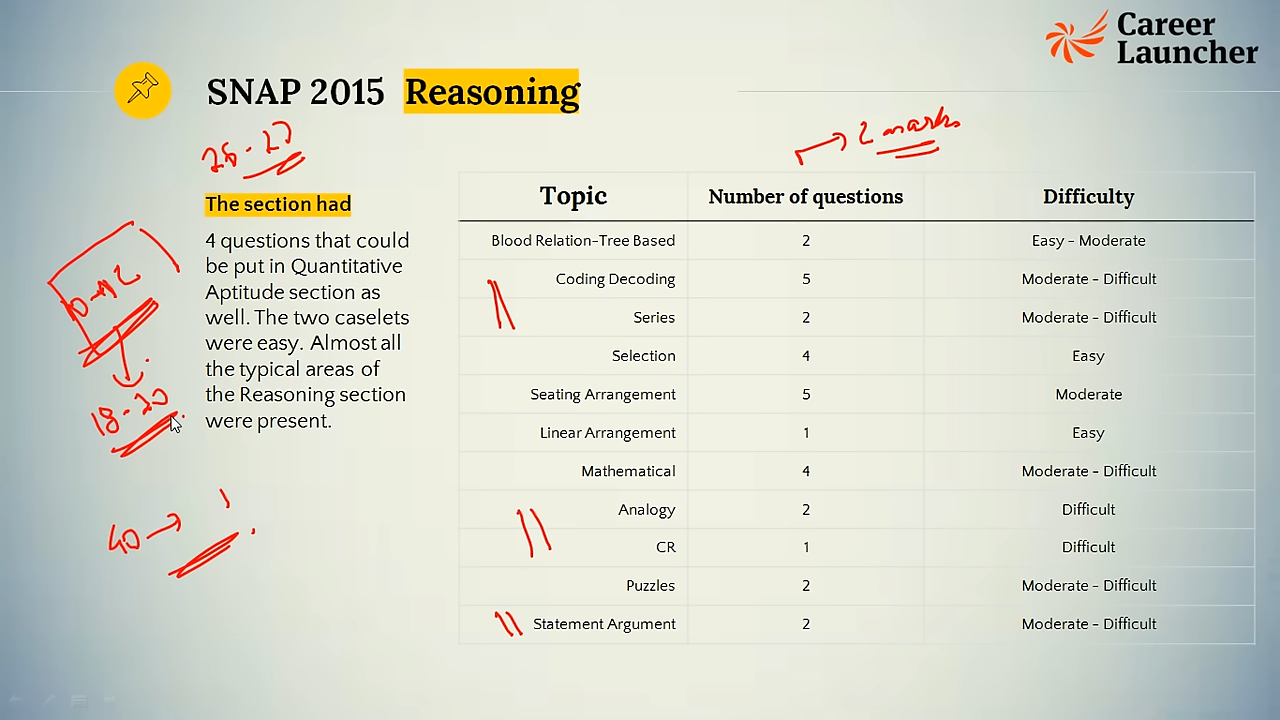 Career
Launcher
SNAP 2015 Reasoning
2 marks
The section had
4 questions that could
be put in Quantitative
Aptitude section as
well. The two caselets
were easy. Almost all
the typical areas of
the Reasoning section
were present.
18-20
40 →
Topic Number of questions Difficulty
Blood Relation-Tree Based 2 Easy - Moderate
Coding Decoding 5 Moderate - Difficult
Series 2 Moderate - Difficult
Selection 4 Easy
Seating Arrangement 5 Moderate
Linear Arrangement 1 Easy
Mathematical 4 Moderate - Difficult
Analogy 2 Difficult
CR 1 Difficult
Puzzles 2 Moderate - Difficult
Statement Argument 2 Moderate - Difficult